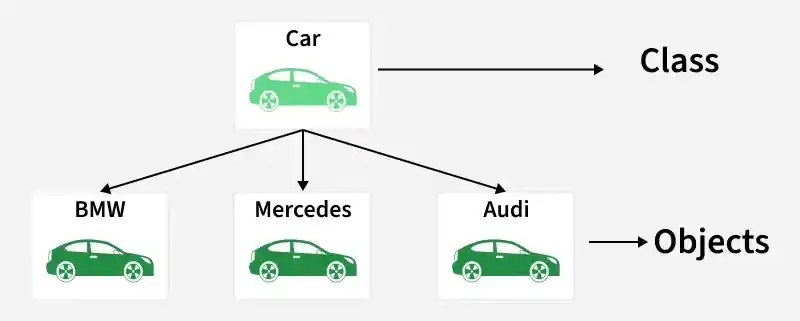 Car
Class
BMW
Mercedes
Audi
Objects